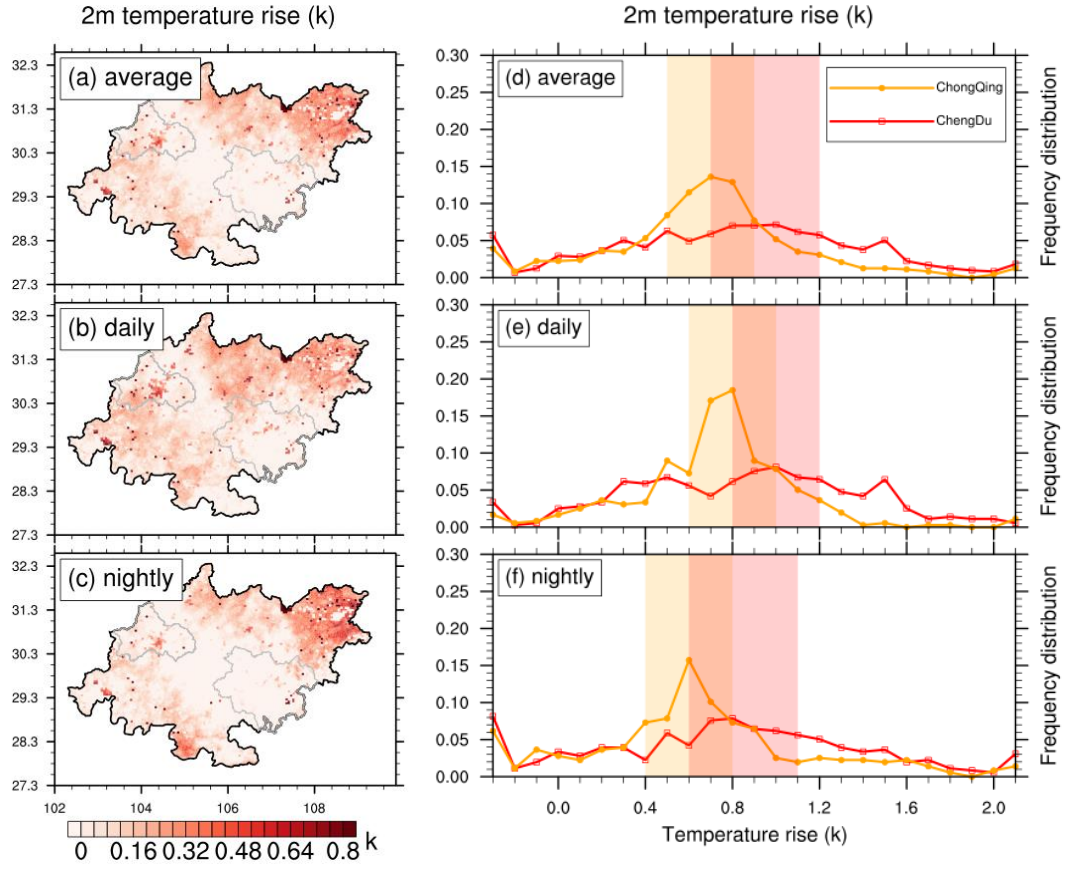 2m temperature rise (k)
2m temperature rise (k)
(a) average
32.3
31.3
30.3
29.3
28.3
27.3
(b) daily
32.3
31.3
30.3
29.3
28.3
27.3
(c) nightly
32.3
31.3
30.3
29.3
28.3
27.3
102 104 106 108
k
0 0.16 0.32 0.48 0.64 0.8
(d) average
ChongQing
ChengDu
0.30
0.25
0.20
0.15
0.10
0.05
0.00
Frequency distribution
(e) daily
0.30
0.25
0.20
0.15
0.10
0.05
0.00
Frequency distribution
(f) nightly
0.30
0.25
0.20
0.15
0.10
0.05
0.00
Frequency distribution
0.0 0.4 0.8 1.2 1.6 2.0
Temperature rise (k)